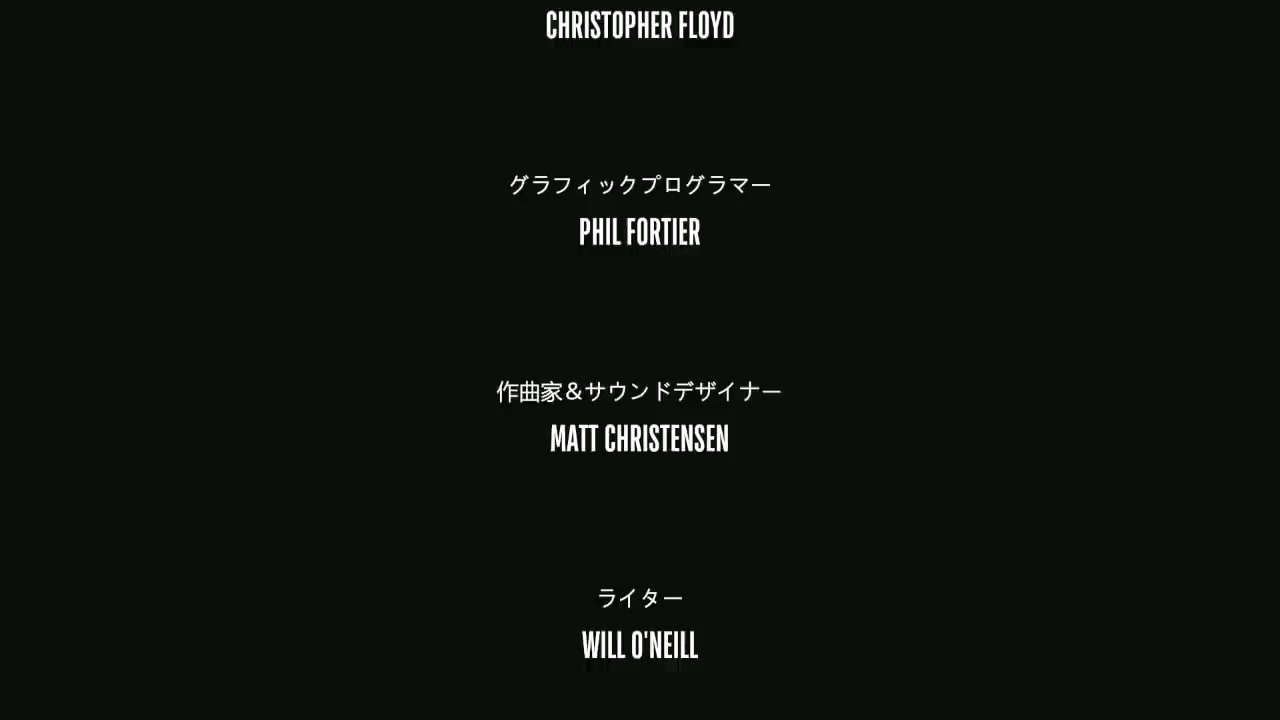 CHRISTOPHER FLOYD
グラフィックプログラマー
PHIL FORTIER
作曲家＆サウンドデザイナー
MATT CHRISTENSEN
ライター
WILL O'NEILL